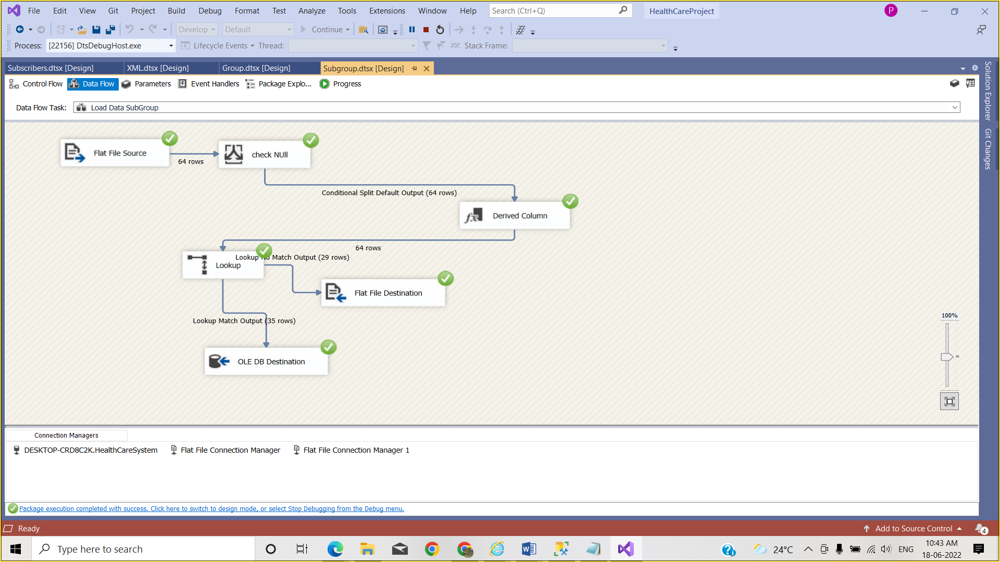 File Edit View Git Project Build Debug Format Test Analyze Tools Extensions Window Help Search (Ctrl+Q) HealthCareProject P
Develop Default Continue
Process: [22156] DtsDebugHost.exe Lifecycle Events Thread: Stack Frame:
Subscribers.dtsx [Design] XML.dtsx [Design] Group.dtsx [Design] Subgroup.dtsx [Design]
Control Flow Data Flow Parameters Event Handlers Package Explo... Progress
Data Flow Task: Load Data SubGroup
Solution Explorer
Git Changes
Flat File Source
64 rows
check NUll
Conditional Split Default Output (64 rows)
Derived Column
64 rows
Lookup No Match Output (29 rows)
Lookup
Flat File Destination
Lookup Match Output (35 rows)
OLE DB Destination
100%
Connection Managers
DESKTOP-CRD8C2K.HealthCareSystem Flat File Connection Manager Flat File Connection Manager 1
Package execution completed with success. Click here to switch to design mode, or select Stop Debugging from the Debug menu.
Ready Add to Source Control 4
Type here to search 24°C ENG 10:43 AM
18-06-2022